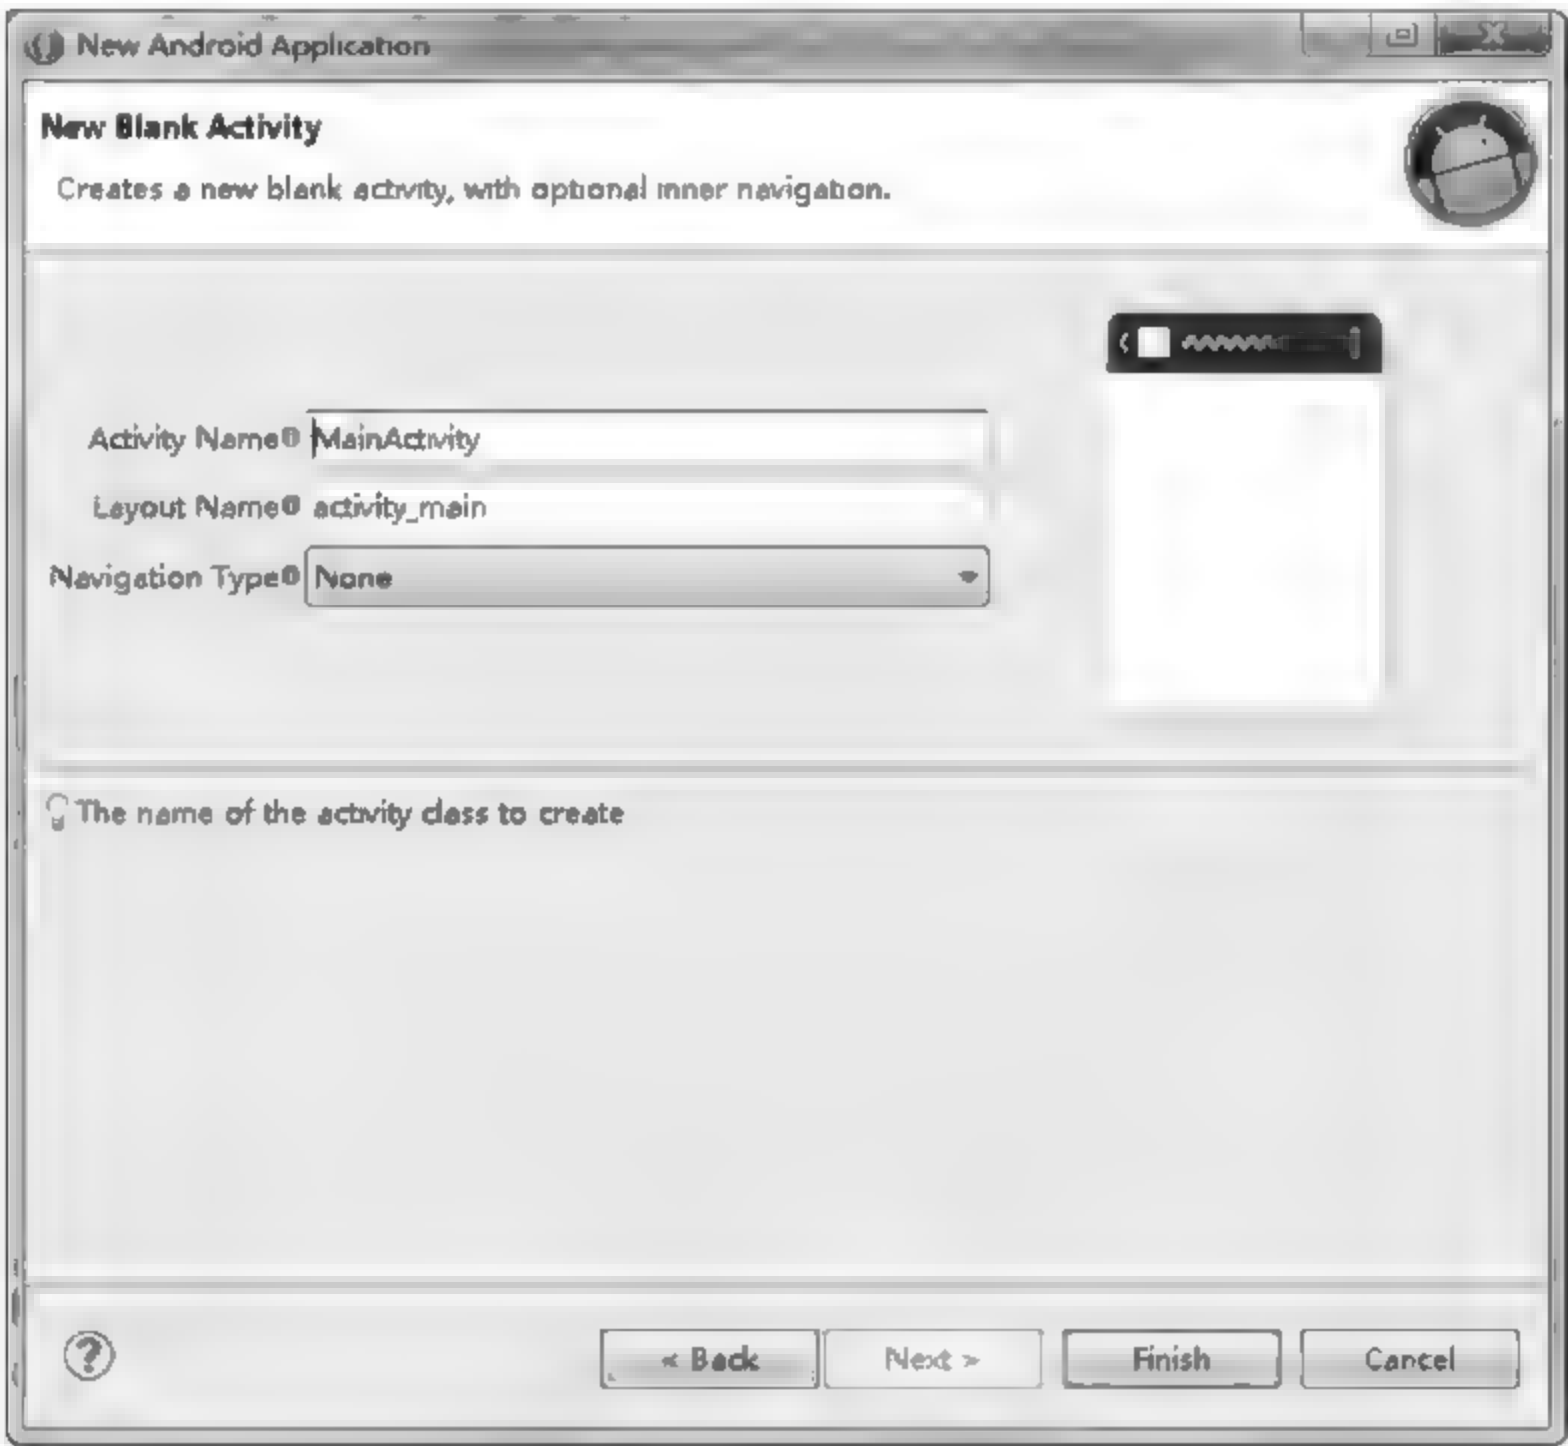 New Android Application
New Blank Activity
Creates a new blank activity, with optional inner navigation.
Activity Name MainActivity
Layout Name activity_main
Navigation Type None
The name of the activity class to create
? < Back Next > Finish Cancel